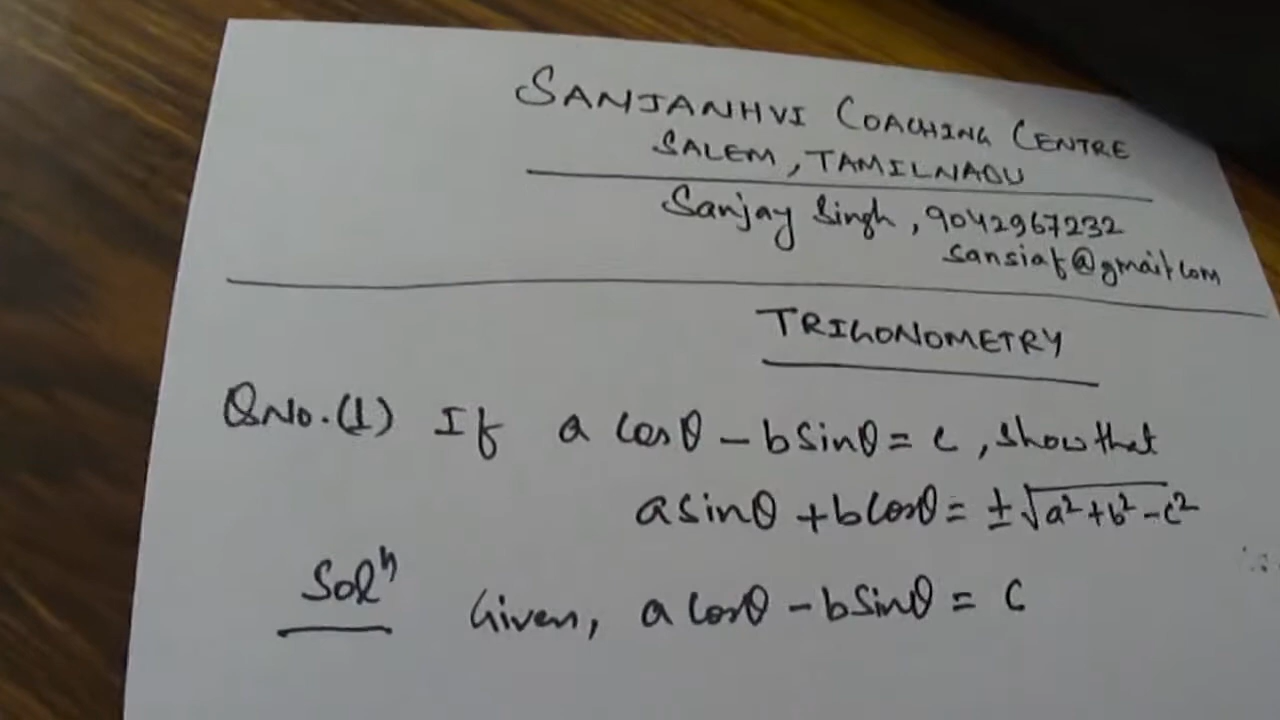 SANJANHVI COACHING CENTRE
SALEM, TAMILNADU
Sanjay Singh, 9042967232
sansiaf@gmail.com
TRIGONOMETRY
QNo.(1) If a cosθ - b sinθ = c, show that
a sinθ + b cosθ = ± √a² + b² - c²
Solⁿ Given, a cosθ - b sinθ = c